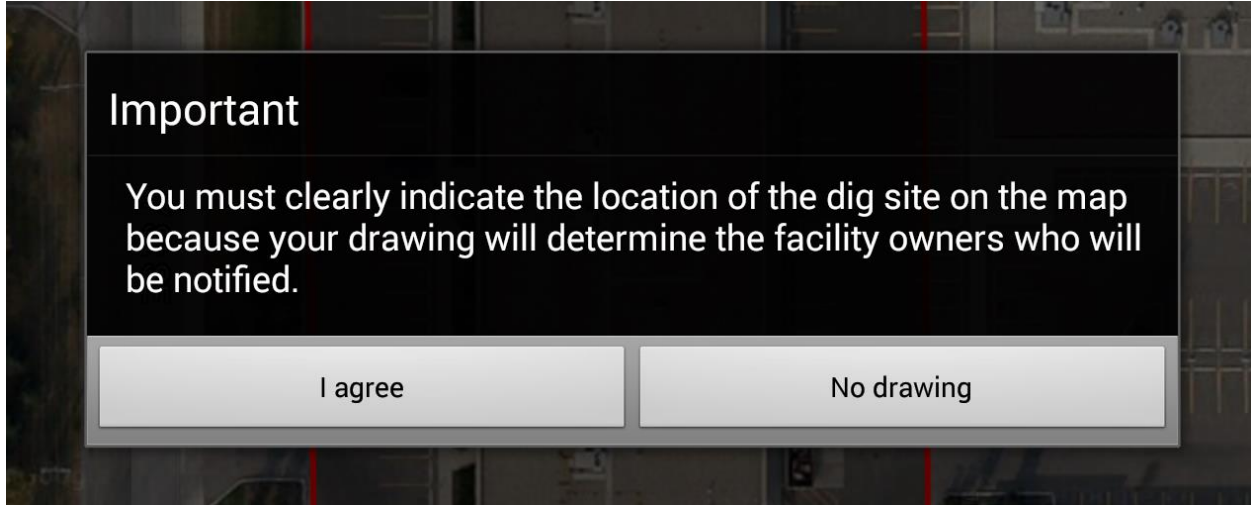 Important
You must clearly indicate the location of the dig site on the map
because your drawing will determine the facility owners who will
be notified.
I agree
No drawing